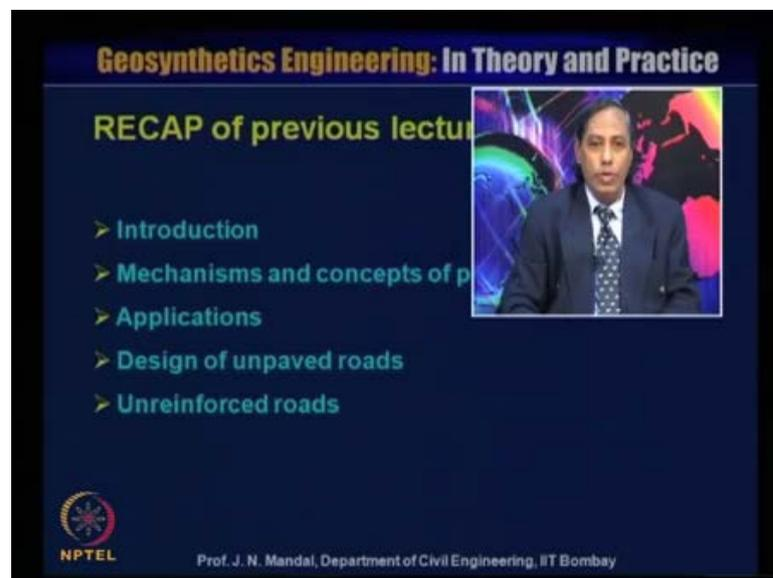 Geosynthetics Engineering: In Theory and Practice
RECAP of previous
➢ Introduction
➢ Mechanisms and concepts of
➢ Applications
➢ Design of unpaved roads
➢ Unreinforced roads
NPTEL
Prof. J. N. Mandal, Department of Civil Engineering, IIT Bombay